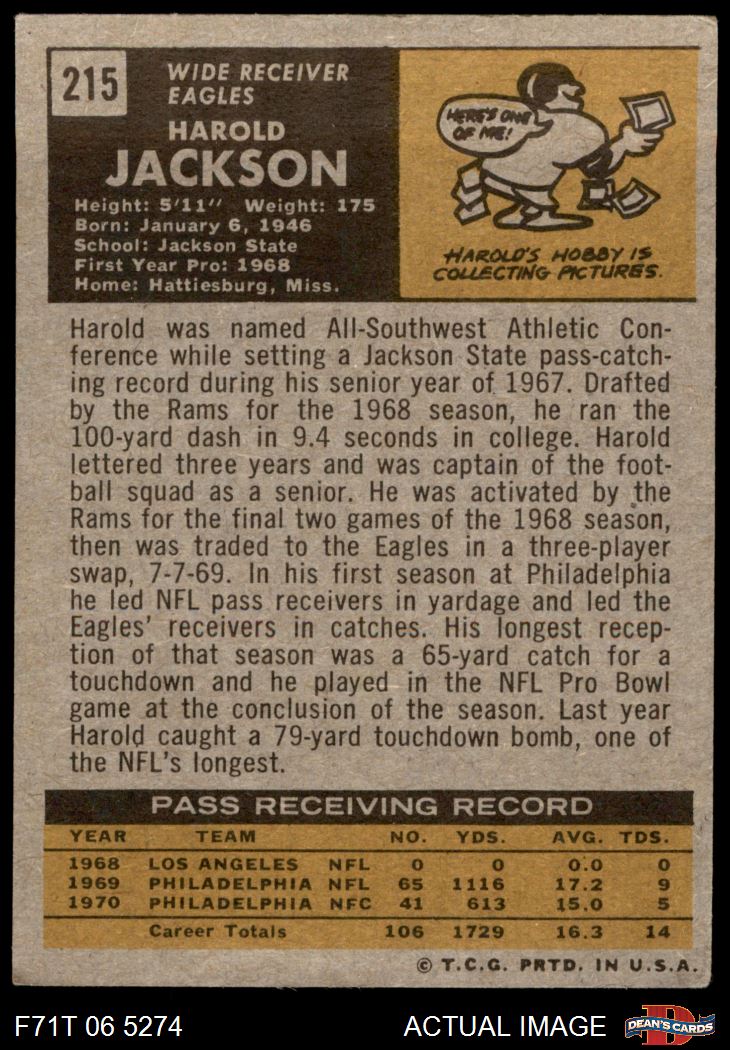 215
WIDE RECEIVER
EAGLES
HAROLD
JACKSON
Height: 5'11" Weight: 175
Born: January 6, 1946
School: Jackson State
First Year Pro: 1968
Home: Hattiesburg, Miss.
HERE'S ONE
OF ME!
HAROLD'S HOBBY IS
COLLECTING PICTURES.
Harold was named All-Southwest Athletic Con-
ference while setting a Jackson State pass-catch-
ing record during his senior year of 1967. Drafted
by the Rams for the 1968 season, he ran the
100-yard dash in 9.4 seconds in college. Harold
lettered three years and was captain of the foot-
ball squad as a senior. He was activated by the
Rams for the final two games of the 1968 season,
then was traded to the Eagles in a three-player
swap, 7-7-69. In his first season at Philadelphia
he led NFL pass receivers in yardage and led the
Eagles' receivers in catches. His longest recep-
tion of that season was a 65-yard catch for a
touchdown and he played in the NFL Pro Bowl
game at the conclusion of the season. Last year
Harold caught a 79-yard touchdown bomb, one of
the NFL's longest.
PASS RECEIVING RECORD
YEAR TEAM NO. YDS. AVG. TDS.
1968 LOS ANGELES NFL 0 0 0.0 0
1969 PHILADELPHIA NFL 65 1116 17.2 9
1970 PHILADELPHIA NFC 41 613 15.0 5
Career Totals 106 1729 16.3 14
© T.C.G. PRTD. IN U.S.A.
F71T 06 5274 ACTUAL IMAGE
D
DEAN'S CARDS